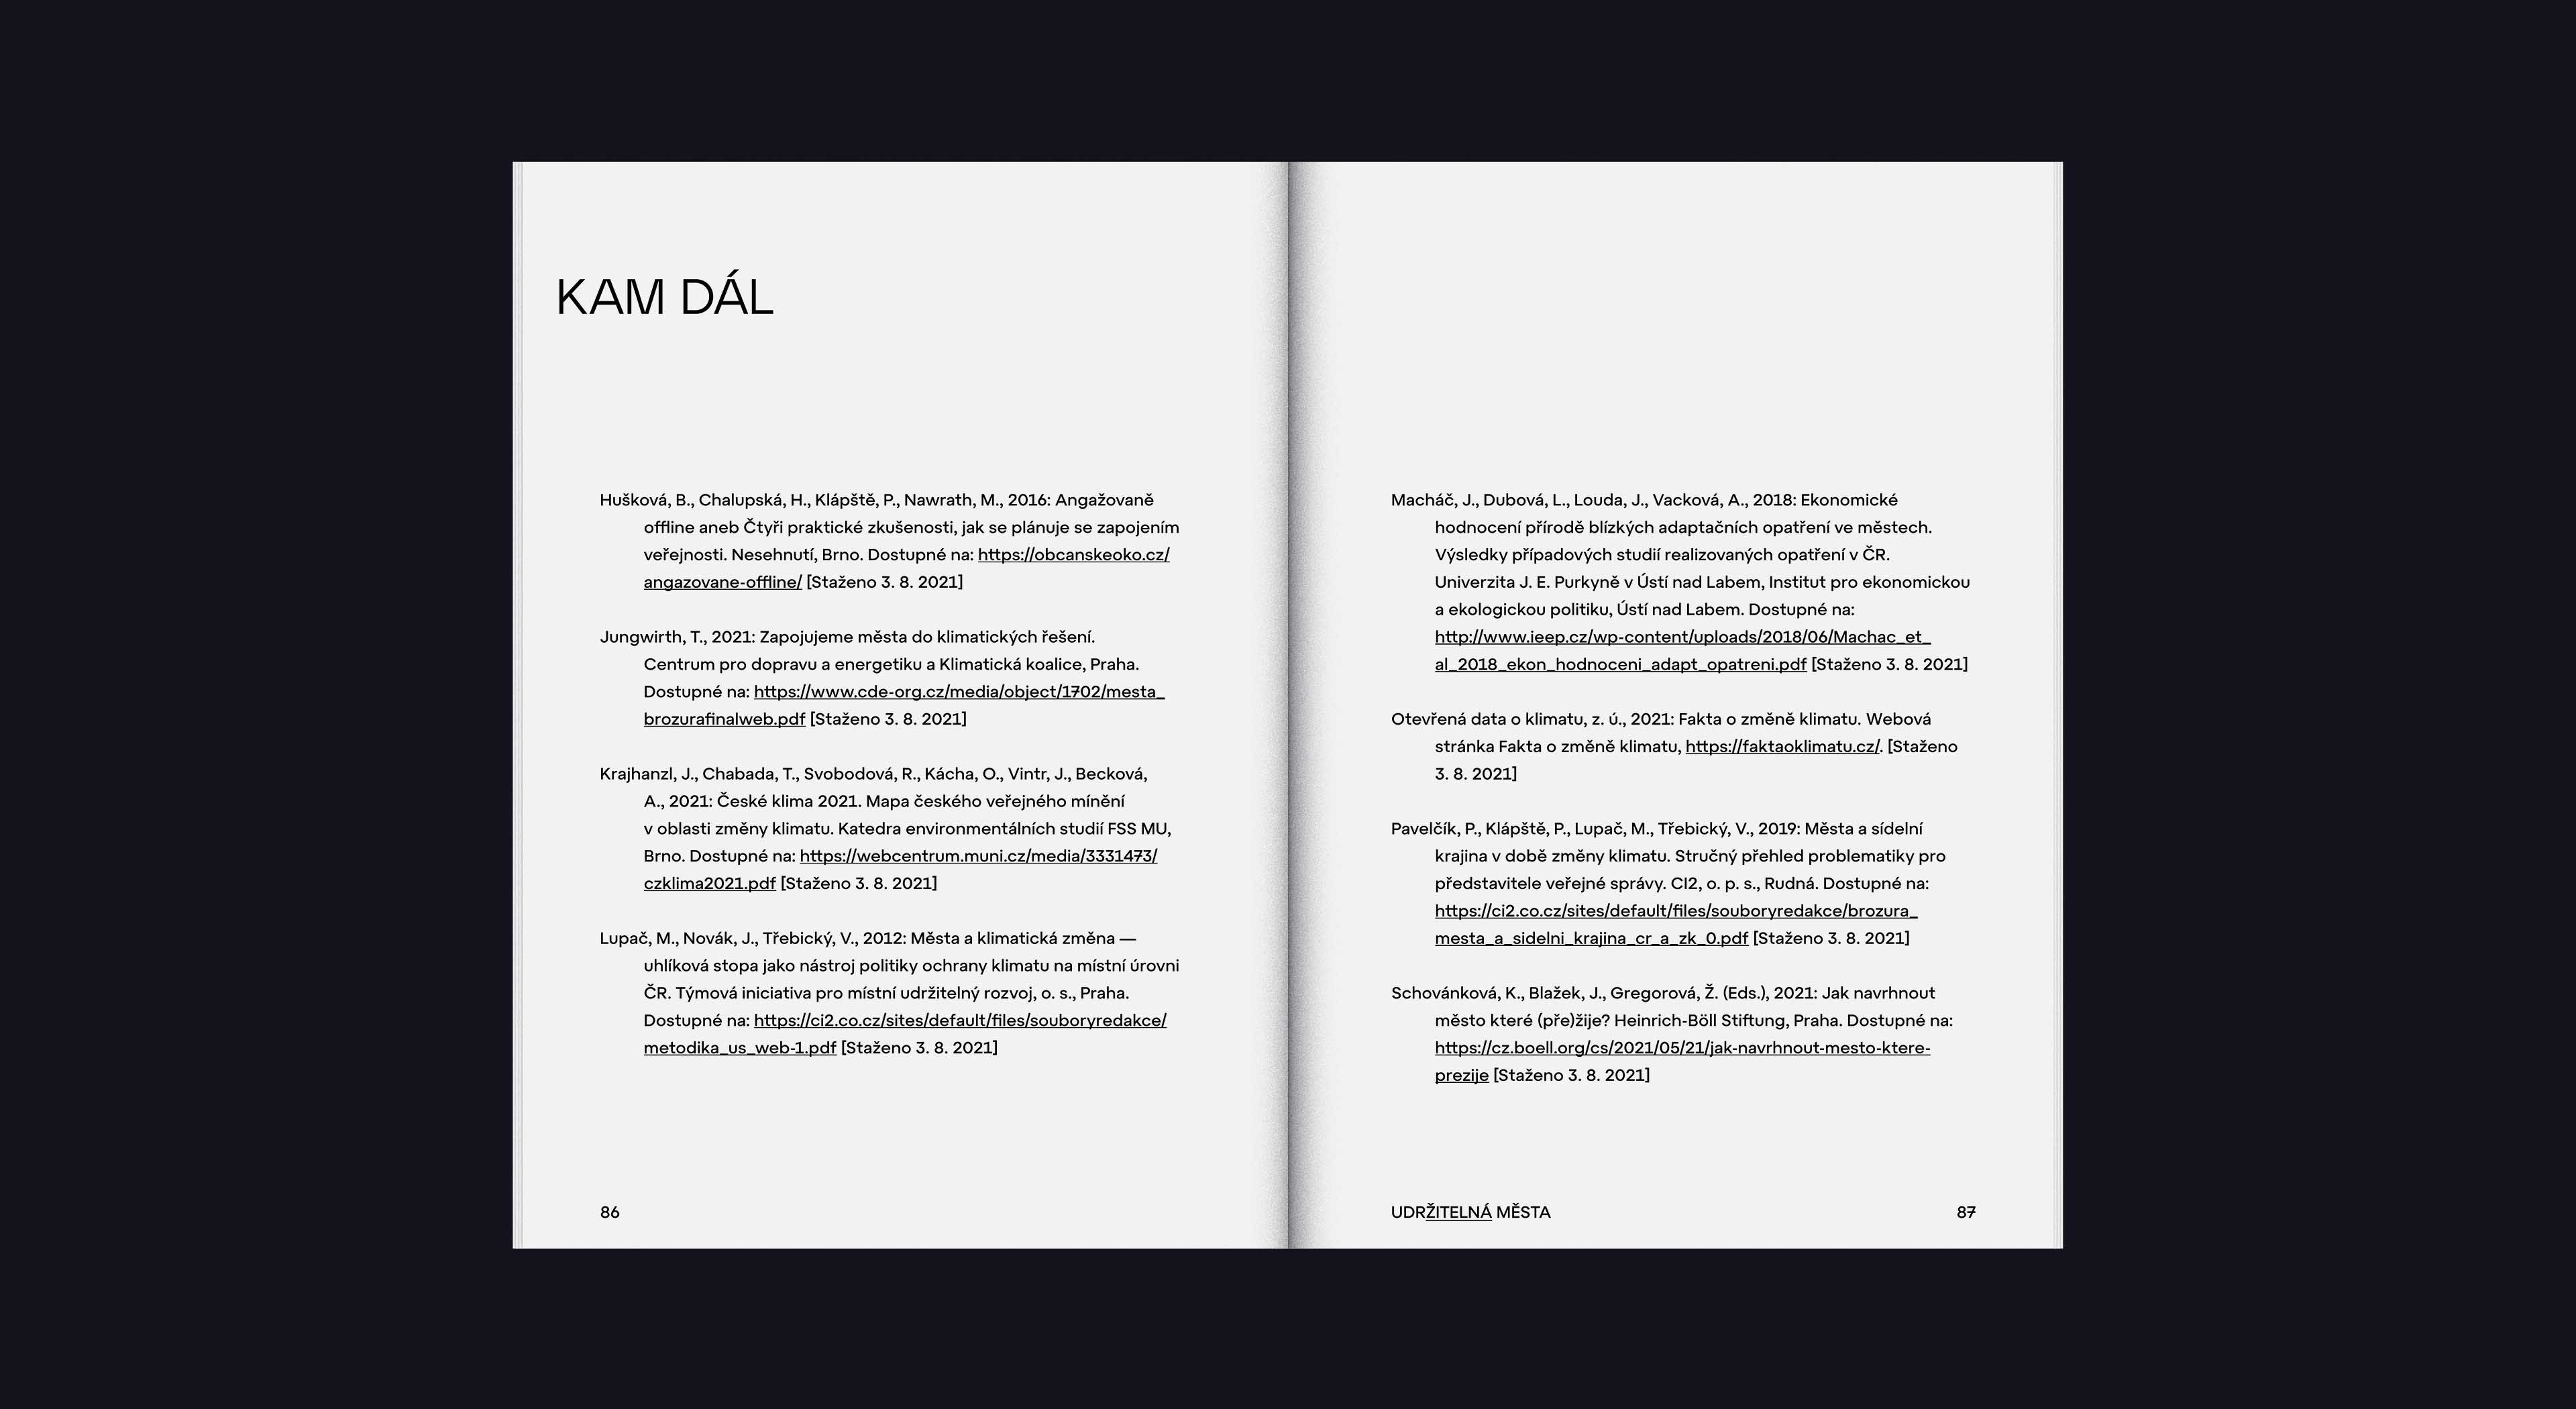 KAM DÁL
Hušková, B., Chalupská, H., Klápště, P., Nawrath, M., 2016: Angažovaně
offline aneb Čtyři praktické zkušenosti, jak se plánuje se zapojením
veřejnosti. Nesehnutí, Brno. Dostupné na: https://obcanskeoko.cz/
angazovane-offline/ [Staženo 3. 8. 2021]
Jungwirth, T., 2021: Zapojujeme města do klimatických řešení.
Centrum pro dopravu a energetiku a Klimatická koalice, Praha.
Dostupné na: https://www.cde-org.cz/media/object/1702/mesta_
brozurafinalweb.pdf [Staženo 3. 8. 2021]
Krajhanzl, J., Chabada, T., Svobodová, R., Kácha, O., Vintr, J., Becková,
A., 2021: České klima 2021. Mapa českého veřejného mínění
v oblasti změny klimatu. Katedra environmentálních studií FSS MU,
Brno. Dostupné na: https://webcentrum.muni.cz/media/3331473/
czklima2021.pdf [Staženo 3. 8. 2021]
Lupač, M., Novák, J., Třebický, V., 2012: Města a klimatická změna —
uhlíková stopa jako nástroj politiky ochrany klimatu na místní úrovni
ČR. Týmová iniciativa pro místní udržitelný rozvoj, o. s., Praha.
Dostupné na: https://ci2.co.cz/sites/default/files/souboryredakce/
metodika_us_web-1.pdf [Staženo 3. 8. 2021]
86
Macháč, J., Dubová, L., Louda, J., Vacková, A., 2018: Ekonomické
hodnocení přírodě blízkých adaptačních opatření ve městech.
Výsledky případových studií realizovaných opatření v ČR.
Univerzita J. E. Purkyně v Ústí nad Labem, Institut pro ekonomickou
a ekologickou politiku, Ústí nad Labem. Dostupné na:
http://www.ieep.cz/wp-content/uploads/2018/06/Machac_et_
al_2018_ekon_hodnoceni_adapt_opatreni.pdf [Staženo 3. 8. 2021]
Otevřená data o klimatu, z. ú., 2021: Fakta o změně klimatu. Webová
stránka Fakta o změně klimatu, https://faktaoklimatu.cz/. [Staženo
3. 8. 2021]
Pavelčík, P., Klápště, P., Lupač, M., Třebický, V., 2019: Města a sídelní
krajina v době změny klimatu. Stručný přehled problematiky pro
představitele veřejné správy. CI2, o. p. s., Rudná. Dostupné na:
https://ci2.co.cz/sites/default/files/souboryredakce/brozura_
mesta_a_sidelni_krajina_cr_a_zk_0.pdf [Staženo 3. 8. 2021]
Schovánková, K., Blažek, J., Gregorová, Ž. (Eds.), 2021: Jak navrhnout
město které (pře)žije? Heinrich-Böll Stiftung, Praha. Dostupné na:
https://cz.boell.org/cs/2021/05/21/jak-navrhnout-mesto-ktere-
prezije [Staženo 3. 8. 2021]
UDRŽITELNÁ MĚSTA
87